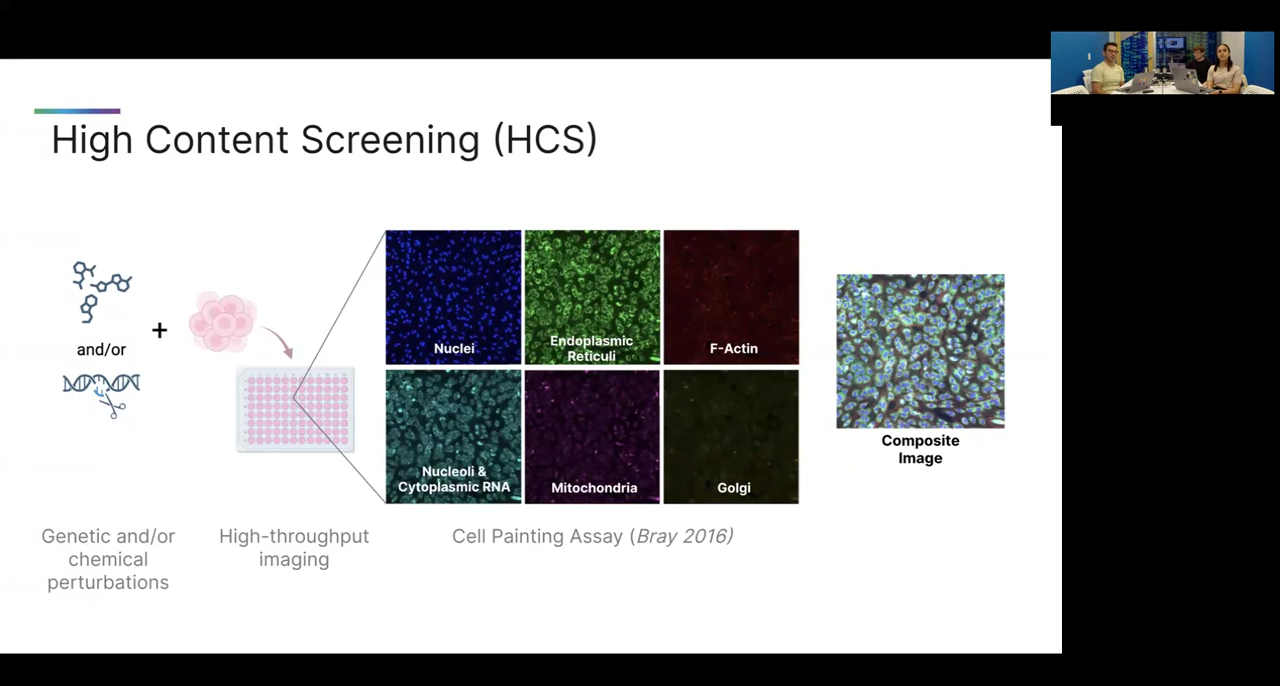 High Content Screening (HCS)
and/or
+
Nuclei
Endoplasmic
Reticuli
F-Actin
Nucleoli &
Cytoplasmic RNA
Mitochondria
Golgi
Composite
Image
Genetic and/or
chemical
perturbations
High-throughput
imaging
Cell Painting Assay (Bray 2016)